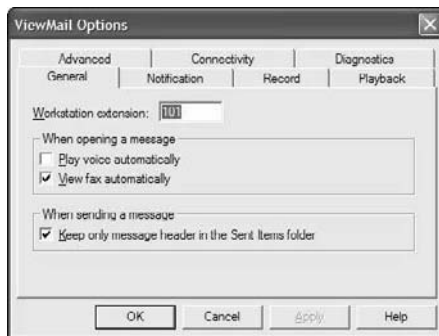 ViewMail Options
Advanced Connectivity Diagnostics
General Notification Record Playback
Workstation extension: 101
When opening a message
Play voice automatically
View fax automatically
When sending a message
Keep only message header in the Sent Items folder
OK Cancel Apply Help